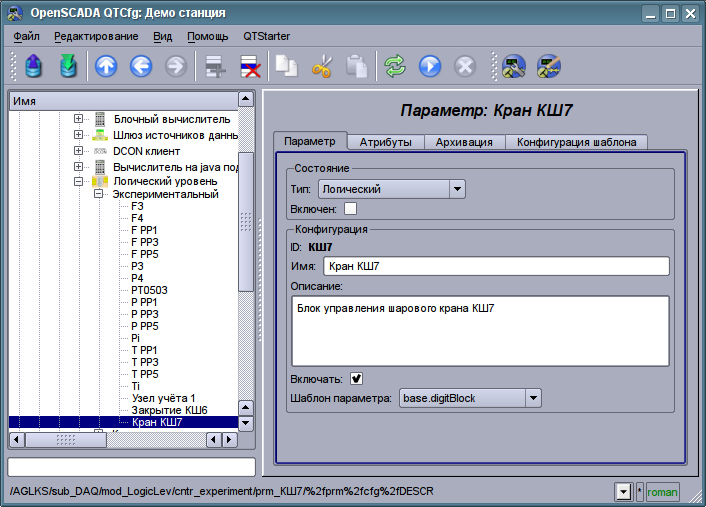 OpenSCADA QTCfg: Демо станция
Файл Редактирование Вид Помощь QTStarter
Имя
Блочный вычислитель
Шлюз источников данны
DCON клиент
Вычислитель на java под
Логический уровень
Экспериментальный
F3
F4
F PP1
F PP3
F PP5
P3
P4
PT0503
P PP1
P PP3
P PP5
Pi
T PP1
T PP3
T PP5
Ti
Узел учёта 1
Закрытие КШ6
Кран КШ7
Параметр: Кран КШ7
Параметр Атрибуты Архивация Конфигурация шаблона
Состояние
Тип: Логический
Включен:
Конфигурация
ID: КШ7
Имя: Кран КШ7
Описание:
Блок управления шарового крана КШ7
Включать:
Шаблон параметра: base.digitBlock
/AGLKS/sub_DAQ/mod_LogicLev/cntr_experiment/prm_КШ7/%2fprm%2fcfg%2fDESCR
* roman